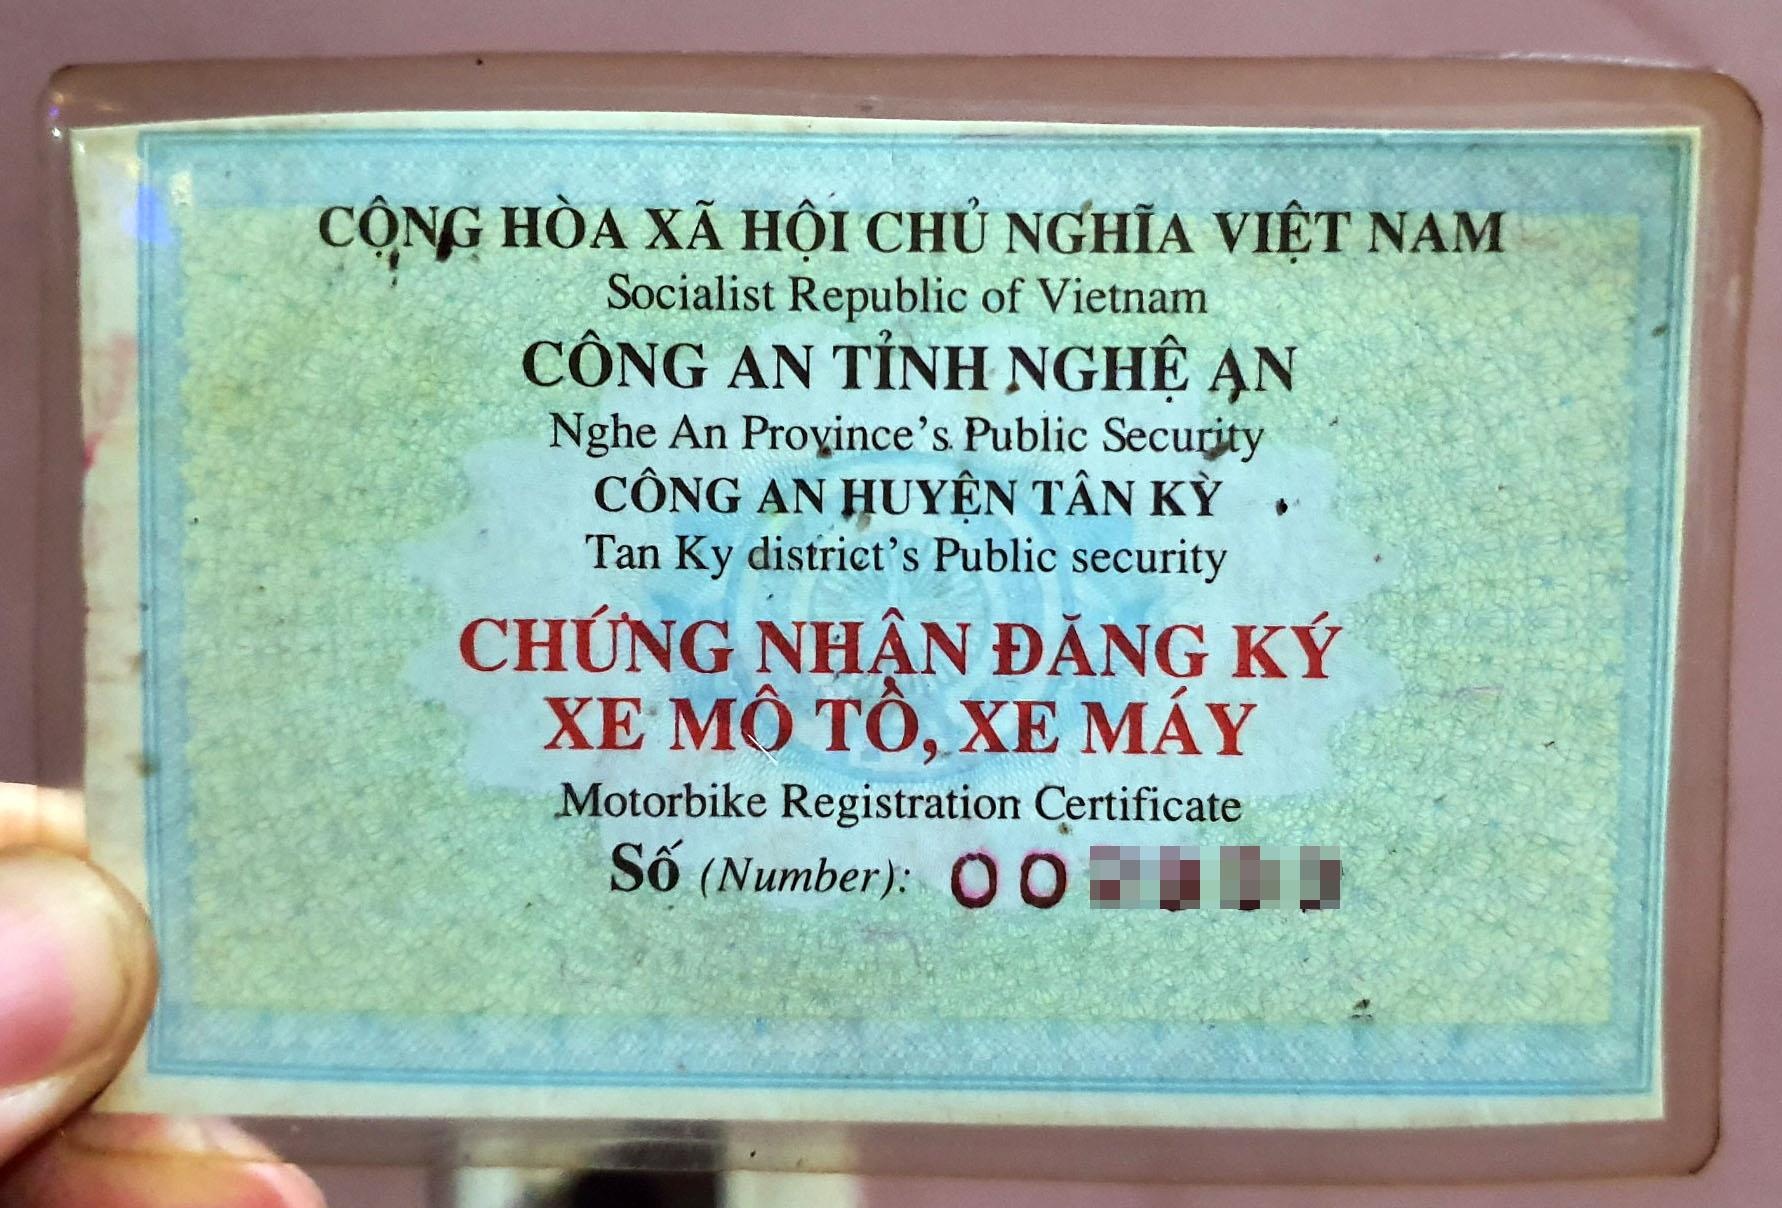 CỘNG HÒA XÃ HỘI CHỦ NGHĨA VIỆT NAM
Socialist Republic of Vietnam
CÔNG AN TỈNH NGHỆ AN
Nghe An Province's Public Security
CÔNG AN HUYỆN TÂN KỲ
Tan Ky district's Public security
CHỨNG NHẬN ĐĂNG KÝ
XE MÔ TÔ, XE MÁY
Motorbike Registration Certificate
Số (Number): 00